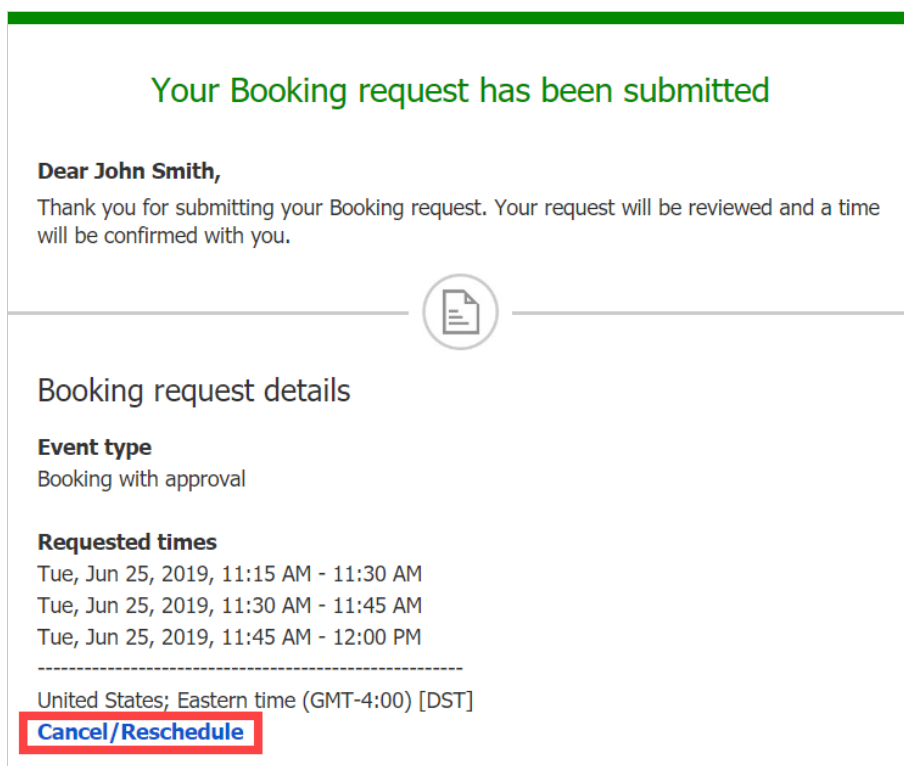 Your Booking request has been submitted
Dear John Smith,
Thank you for submitting your Booking request. Your request will be reviewed and a time
will be confirmed with you.
Booking request details
Event type
Booking with approval
Requested times
Tue, Jun 25, 2019, 11:15 AM - 11:30 AM
Tue, Jun 25, 2019, 11:30 AM - 11:45 AM
Tue, Jun 25, 2019, 11:45 AM - 12:00 PM
-------------------------------------------------------
United States; Eastern time (GMT-4:00) [DST]
Cancel/Reschedule